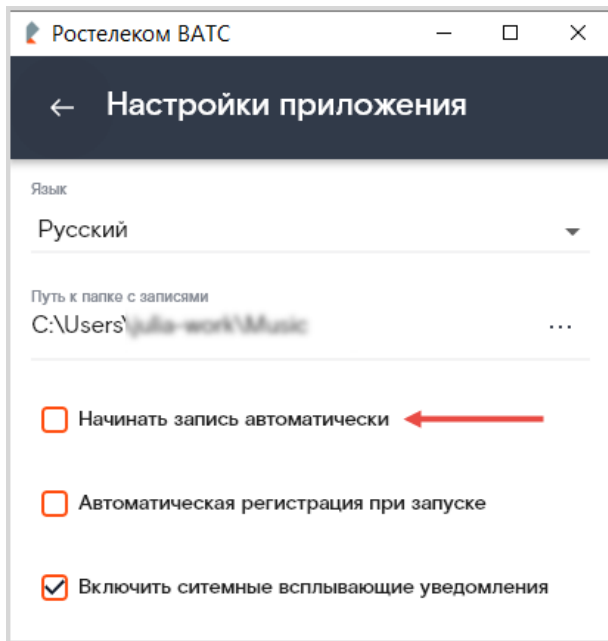 Ростелеком ВАТС
Настройки приложения
Язык
Русский
Путь к папке с записями
C:\Users\
...
Начинать запись автоматически
Автоматическая регистрация при запуске
Включить ситемные всплывающие уведомления